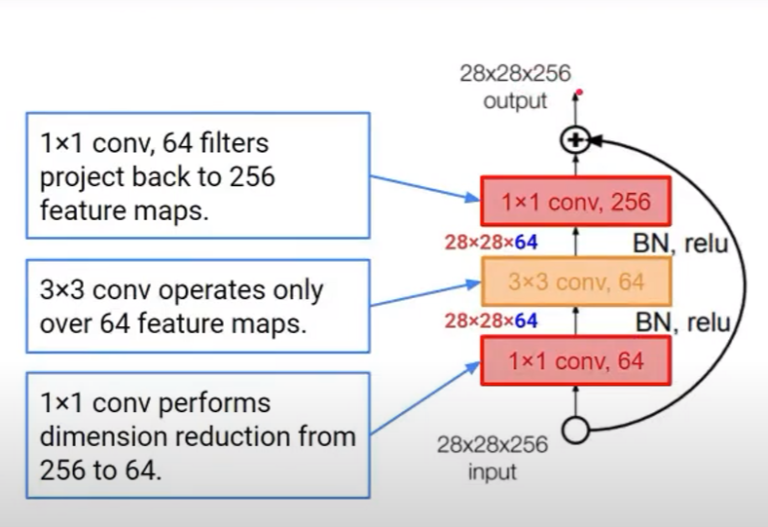 28x28x256
output
1×1 conv, 64 filters
project back to 256
feature maps.
1×1 conv, 256
28×28×64
BN, relu
3×3 conv operates only
over 64 feature maps.
3×3 conv, 64
28×28×64
BN, relu
1×1 conv performs
dimension reduction from
256 to 64.
1×1 conv, 64
28x28x256
input